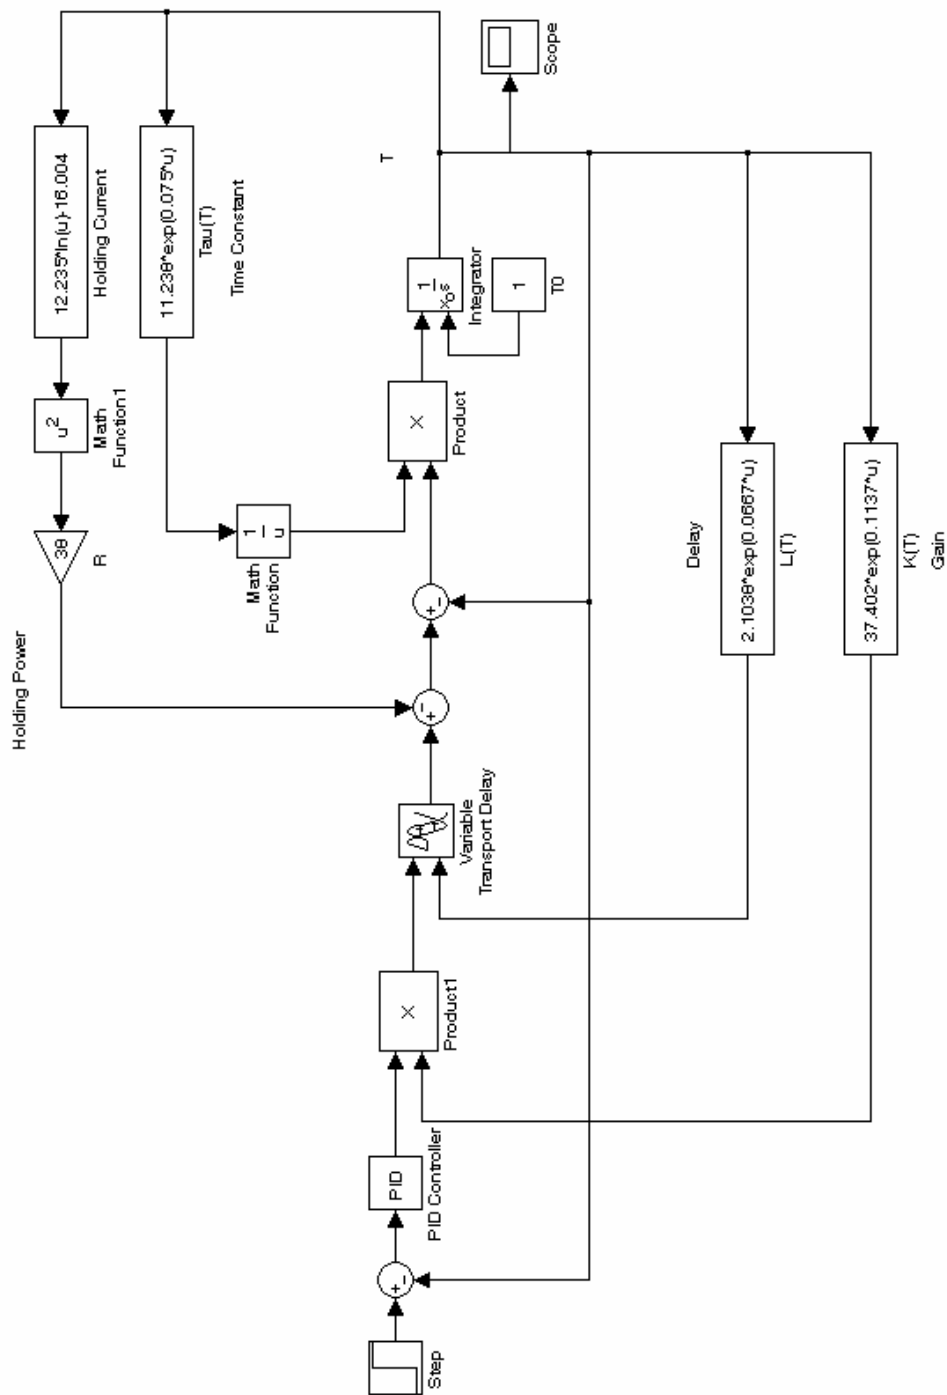 Holding Power
12.235*ln(u)-16.004
Holding Current
u²
Math
Function1
38
R
11.238*exp(0.075*u)
Tau(T)
Time Constant
1
u
Math
Function
Step
+
-
PID
PID Controller
×
Product1
Variable
Transport Delay
-
+
+
-
×
Product
1
s
xo
Integrator
T
1
T0
Scope
Delay
2.1038*exp(0.0667*u)
L(T)
37.402*exp(0.1137*u)
K(T)
Gain